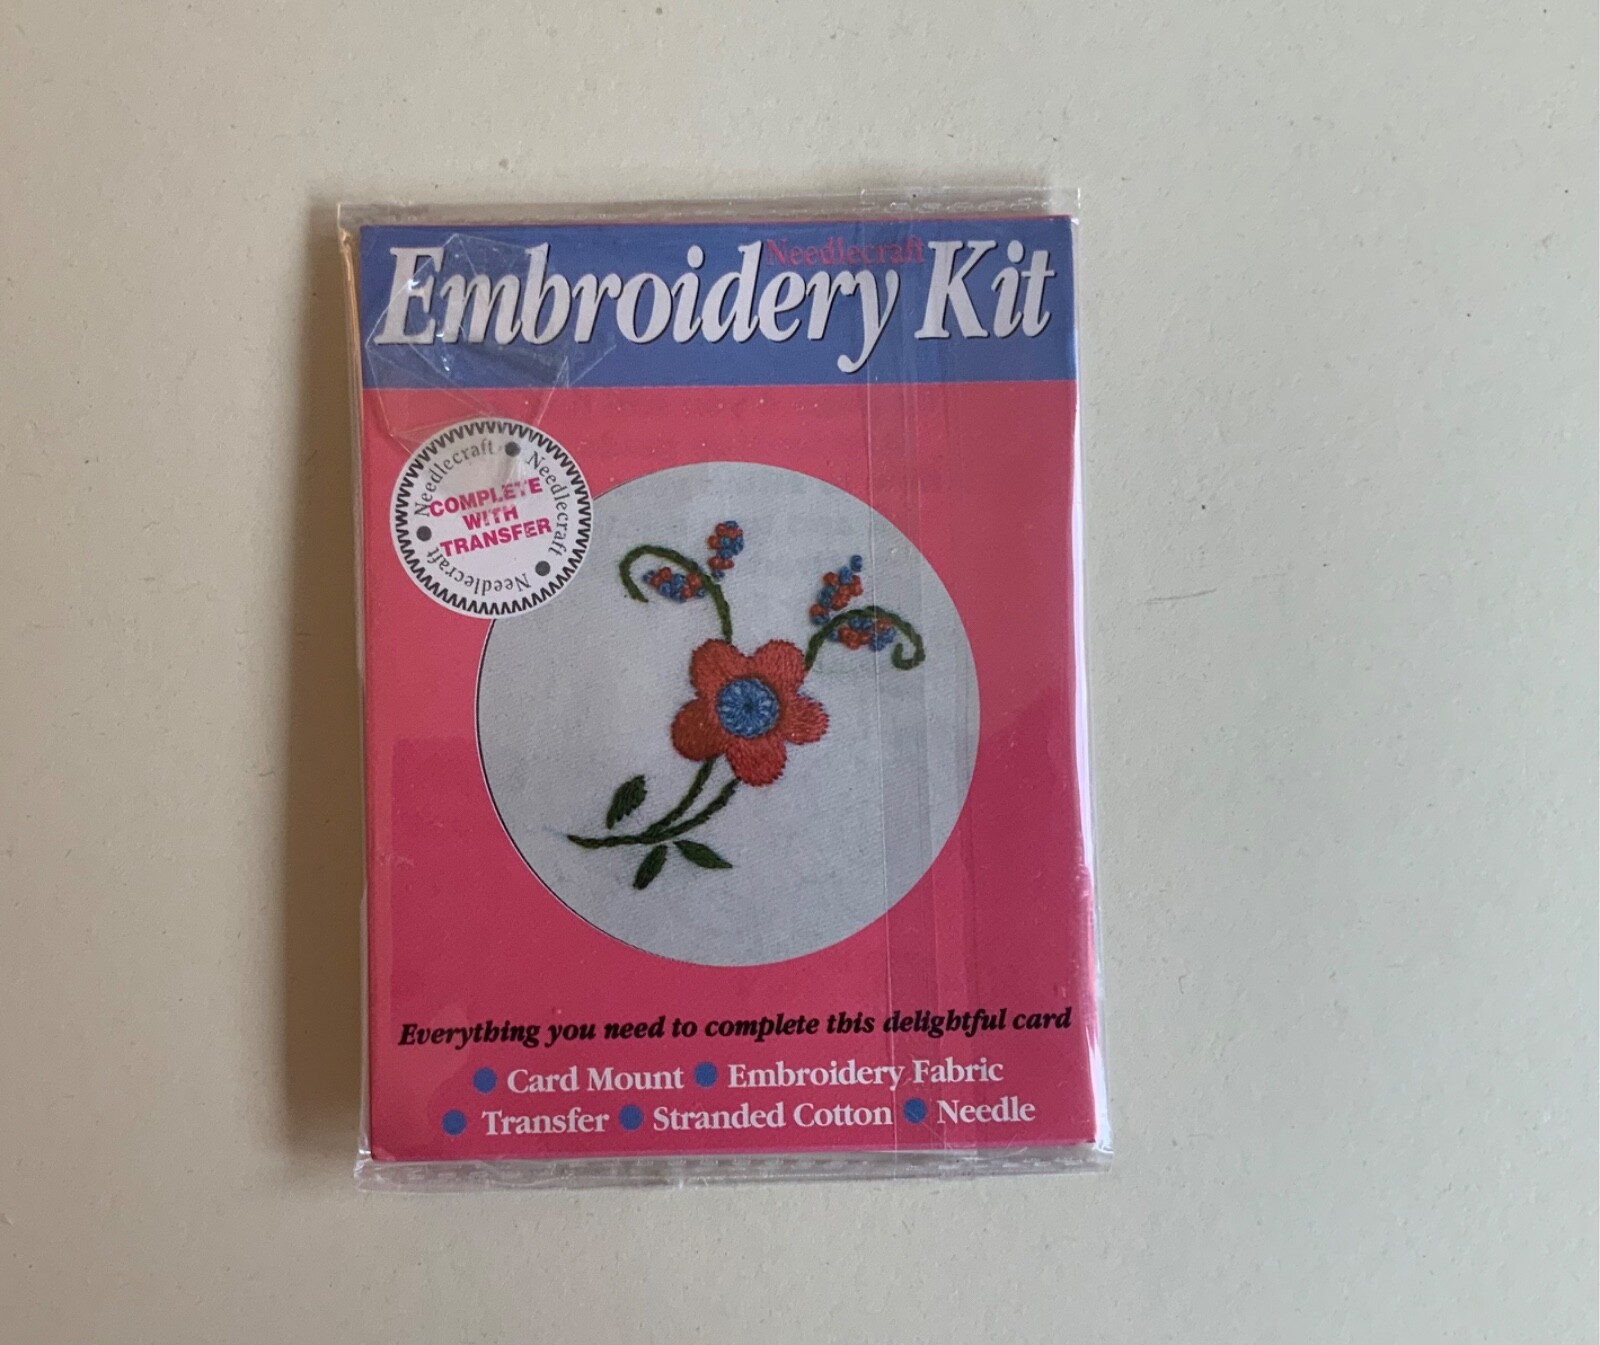 Needlecraft
Embroidery Kit
Needlecraft
Needlecraft
Needlecraft
COMPLETE
WITH
TRANSFER
Everything you need to complete this delightful card
Card Mount
Embroidery Fabric
Transfer
Stranded Cotton
Needle